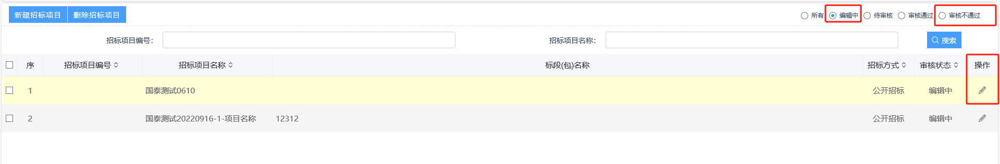 新建招标项目 删除招标项目 所有 编辑中 待审核 审核通过 审核不通过
招标项目编号： 招标项目名称： 搜索
序 招标项目编号 招标项目名称 标段(包)名称 招标方式 审核状态 操作
1 国泰测试0610 公开招标 编辑中
2 国泰测试20220916-1-项目名称 12312 公开招标 编辑中